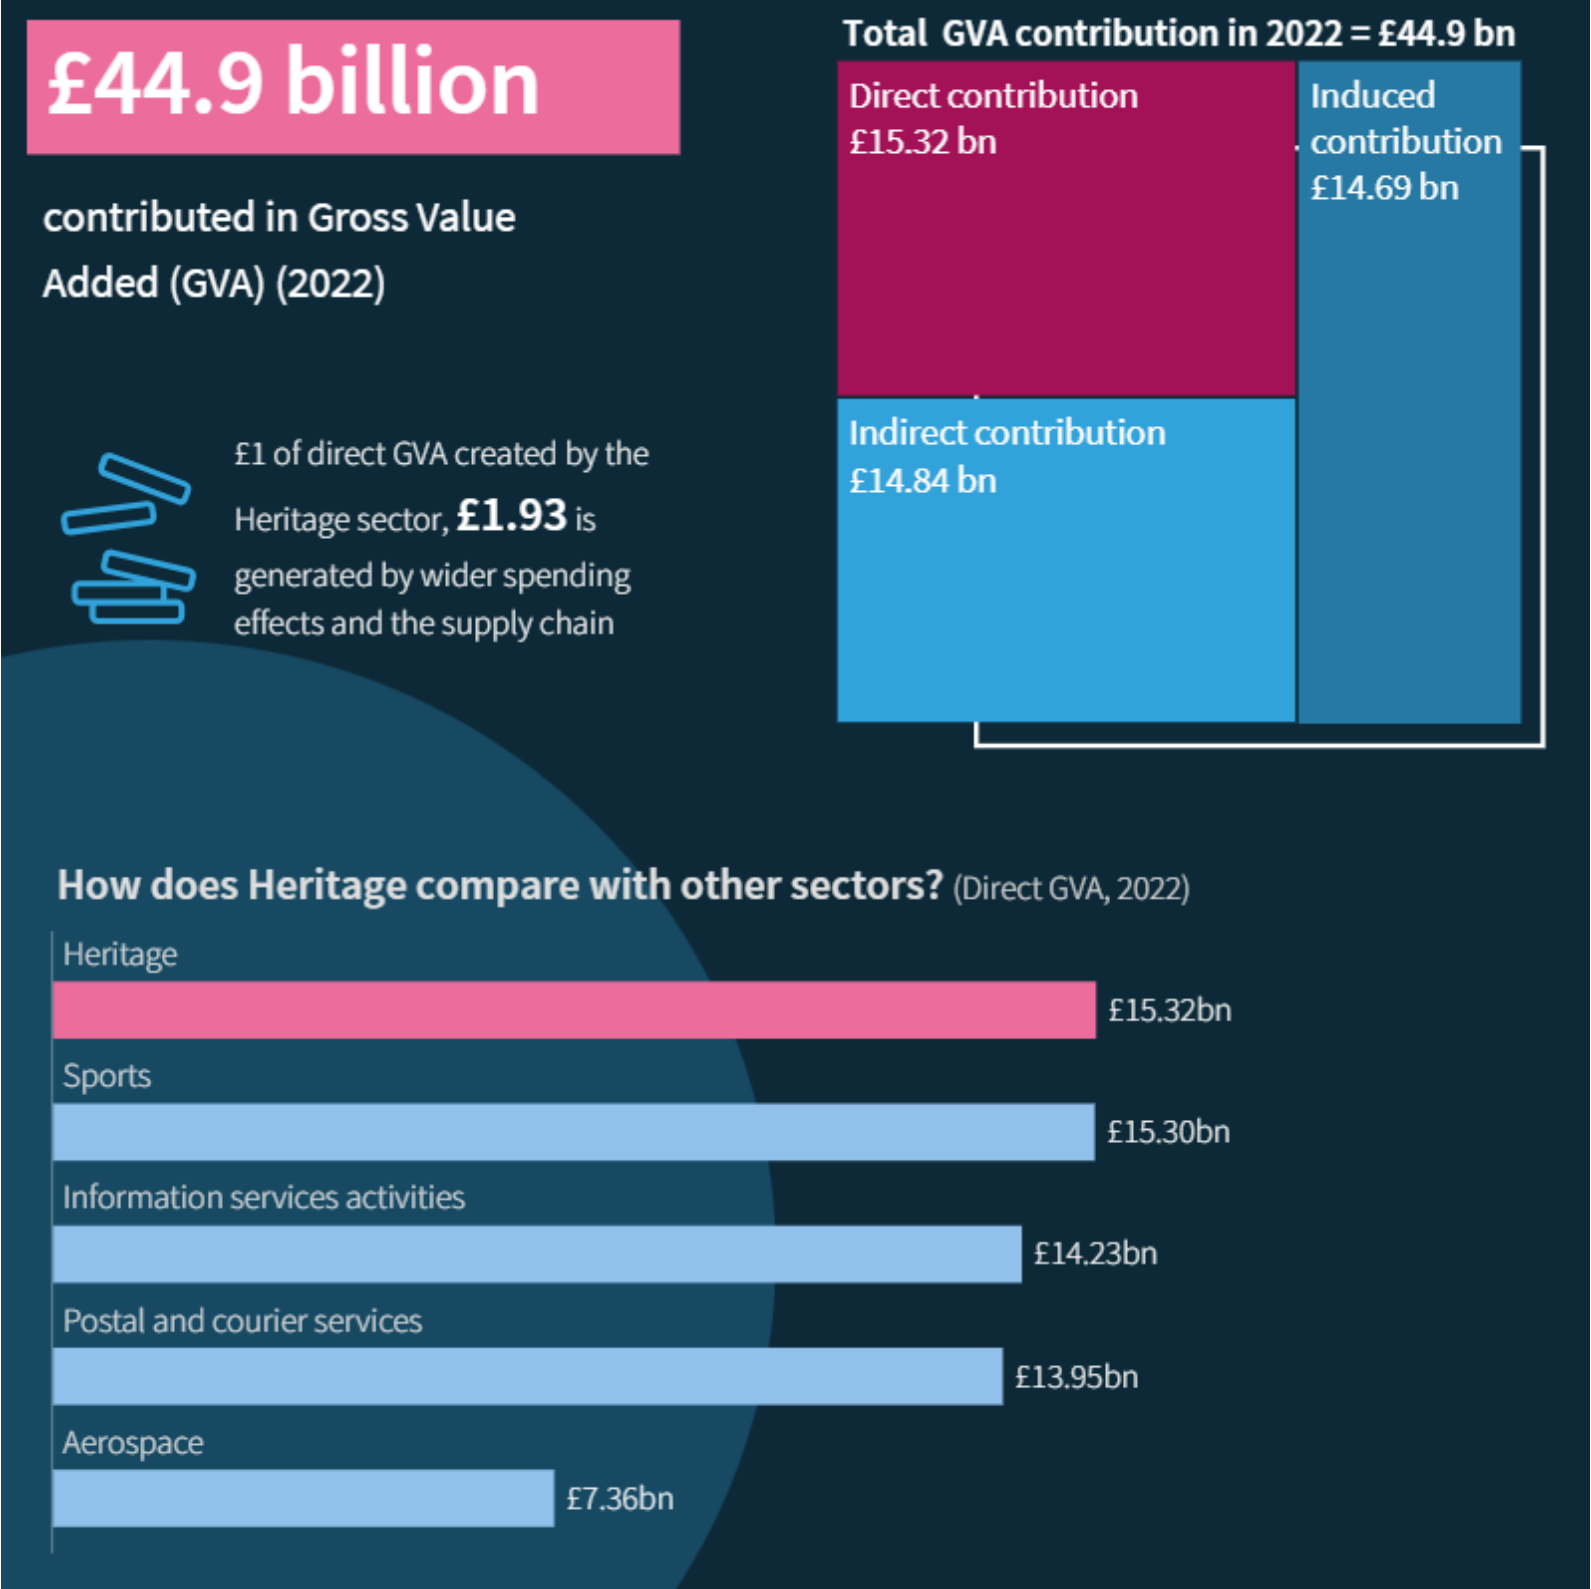 £44.9 billion
contributed in Gross Value
Added (GVA) (2022)
£1 of direct GVA created by the
Heritage sector, £1.93 is
generated by wider spending
effects and the supply chain
Total GVA contribution in 2022 = £44.9 bn
Direct contribution
£15.32 bn
Induced
contribution
£14.69 bn
Indirect contribution
£14.84 bn
How does Heritage compare with other sectors? (Direct GVA, 2022)
Heritage
£15.32bn
Sports
£15.30bn
Information services activities
£14.23bn
Postal and courier services
£13.95bn
Aerospace
£7.36bn